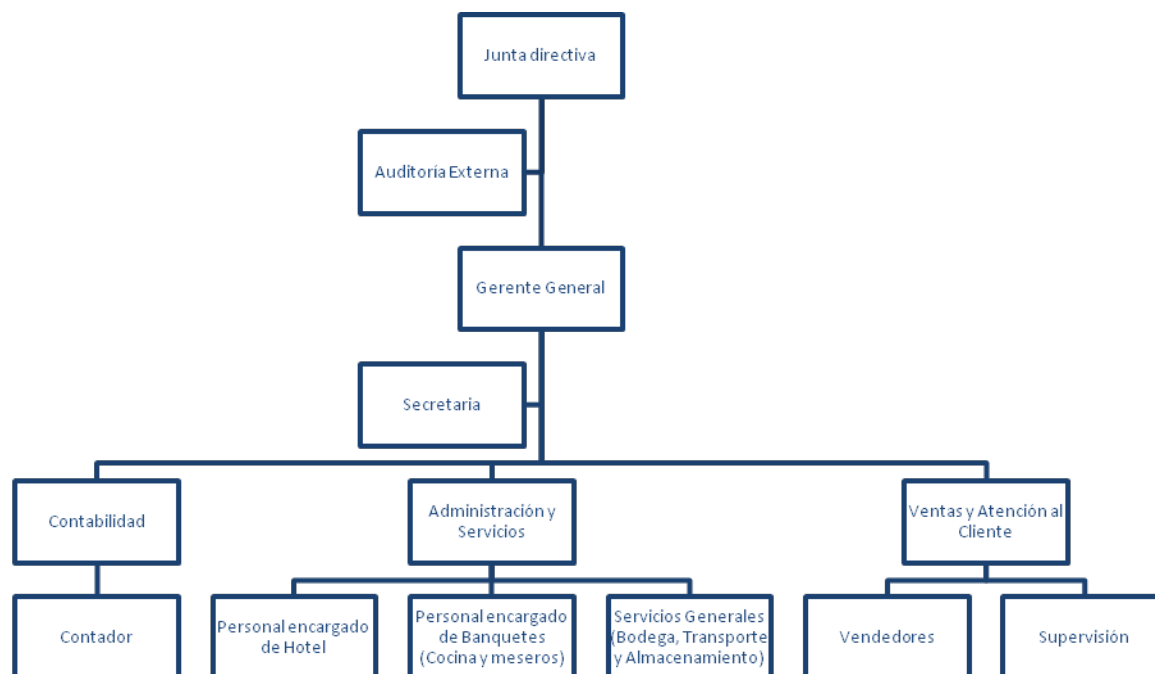 Junta directiva
Auditoría Externa
Gerente General
Secretaria
Contabilidad
Administración y
Servicios
Ventas y Atención al
Cliente
Contador
Personal encargado
de Hotel
Personal encargado
de Banquetes
(Cocina y meseros)
Servicios Generales
(Bodega, Transporte
y Almacenamiento)
Vendedores
Supervisión